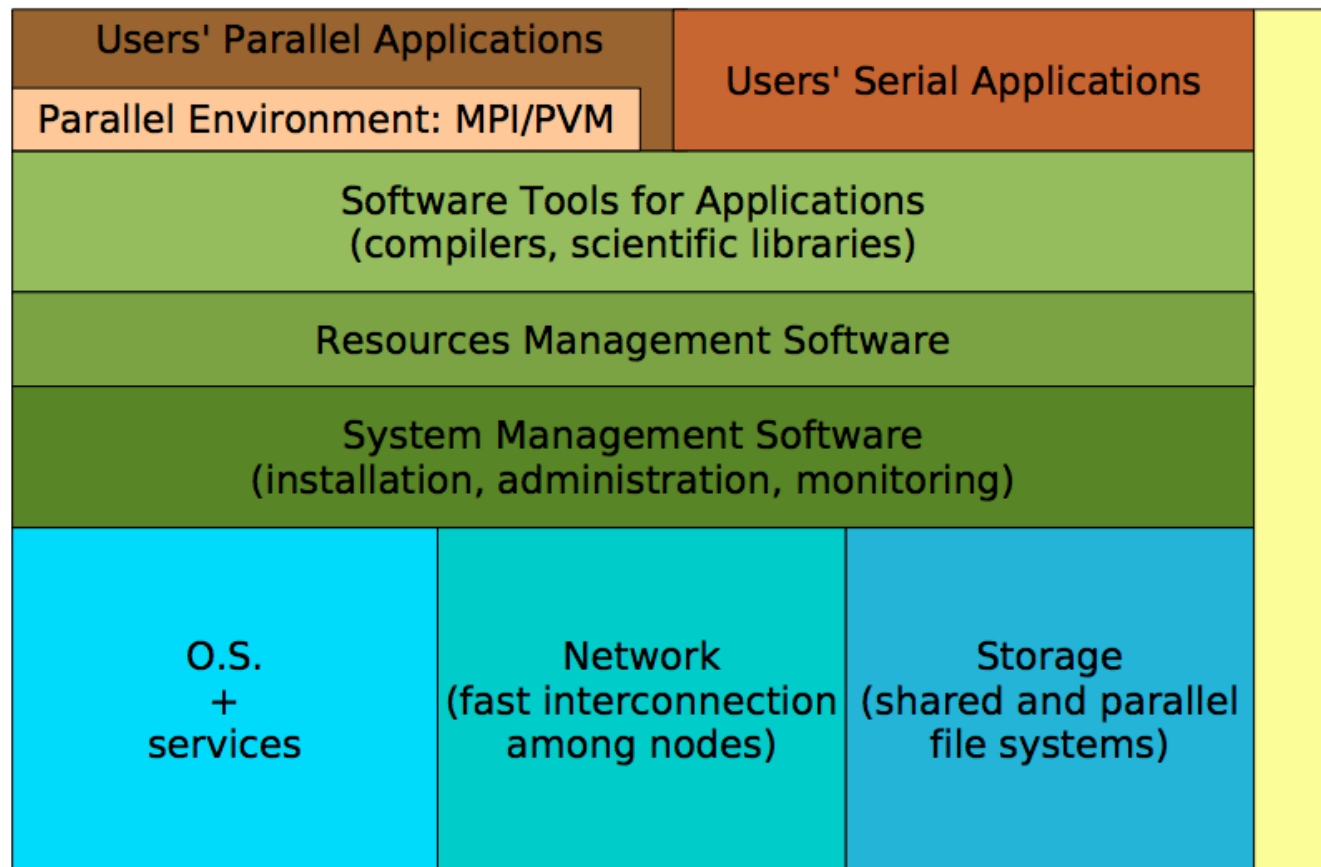 Users' Parallel Applications
Users' Serial Applications
Parallel Environment: MPI/PVM
Software Tools for Applications
(compilers, scientific libraries)
Resources Management Software
System Management Software
(installation, administration, monitoring)
O.S.
+
services
Network
(fast interconnection
among nodes)
Storage
(shared and parallel
file systems)